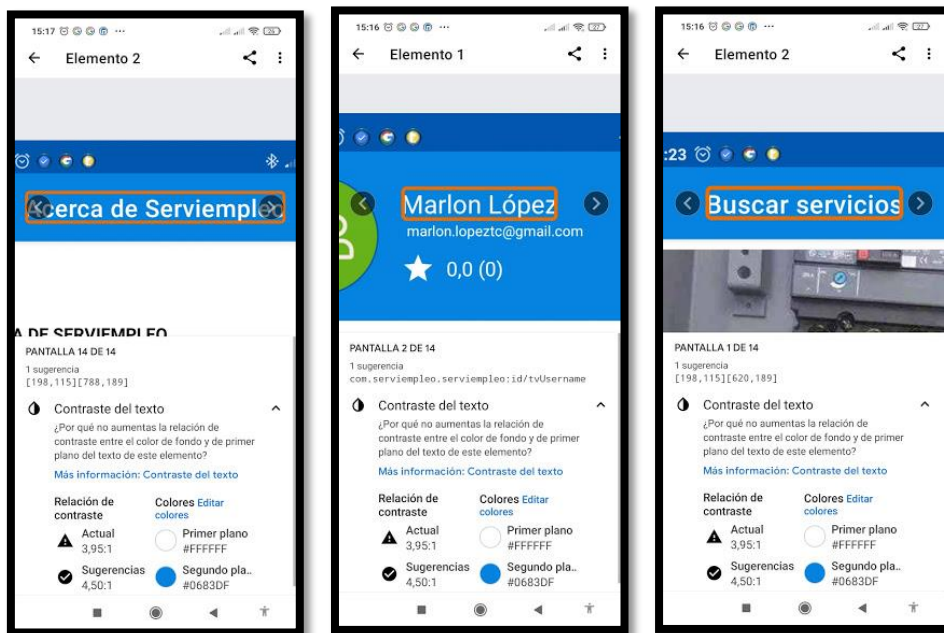 15:17
26
Elemento 2
Acerca de Serviempleo
A DE SERVIEMPLEO
PANTALLA 14 DE 14
1 sugerencia
[198,115][788,189]
Contraste del texto
¿Por qué no aumentas la relación de
contraste entre el color de fondo y de primer
plano del texto de este elemento?
Más información: Contraste del texto
Relación de
contraste
Colores Editar
colores
Actual
3,95:1
Primer plano
#FFFFFF
Sugerencias
4,50:1
Segundo pla..
#0683DF
15:16
27
Elemento 1
Marlon López
marlon.lopeztc@gmail.com
0,0 (0)
PANTALLA 2 DE 14
1 sugerencia
com.serviempleo.serviempleo:id/tvUsername
Contraste del texto
¿Por qué no aumentas la relación de
contraste entre el color de fondo y de primer
plano del texto de este elemento?
Más información: Contraste del texto
Relación de
contraste
Colores Editar
colores
Actual
3,95:1
Primer plano
#FFFFFF
Sugerencias
4,50:1
Segundo pla..
#0683DF
15:16
27
Elemento 2
:23
Buscar servicios
PANTALLA 1 DE 14
1 sugerencia
[198,115][620,189]
Contraste del texto
¿Por qué no aumentas la relación de
contraste entre el color de fondo y de primer
plano del texto de este elemento?
Más información: Contraste del texto
Relación de
contraste
Colores Editar
colores
Actual
3,95:1
Primer plano
#FFFFFF
Sugerencias
4,50:1
Segundo pla..
#0683DF